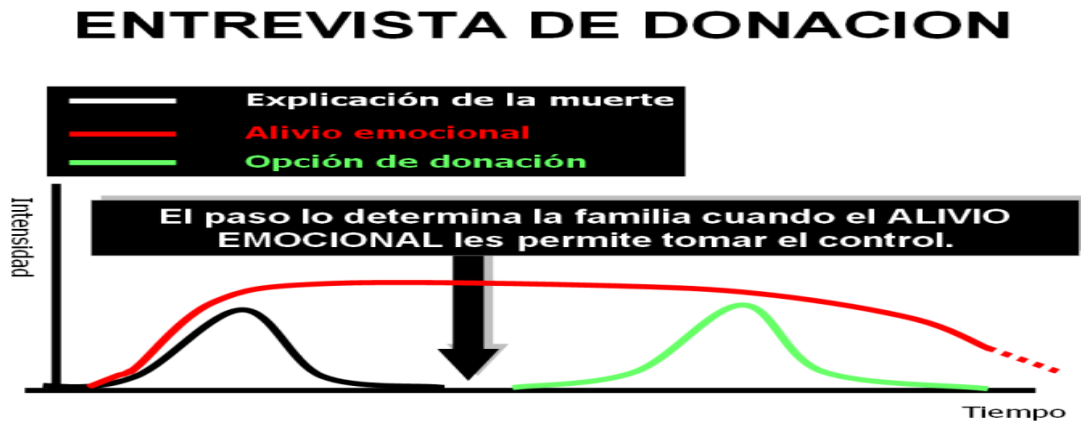 ENTREVISTA DE DONACION
Explicación de la muerte
Alivio emocional
Opción de donación
Intensidad
El paso lo determina la familia cuando el ALIVIO
EMOCIONAL les permite tomar el control.
Tiempo